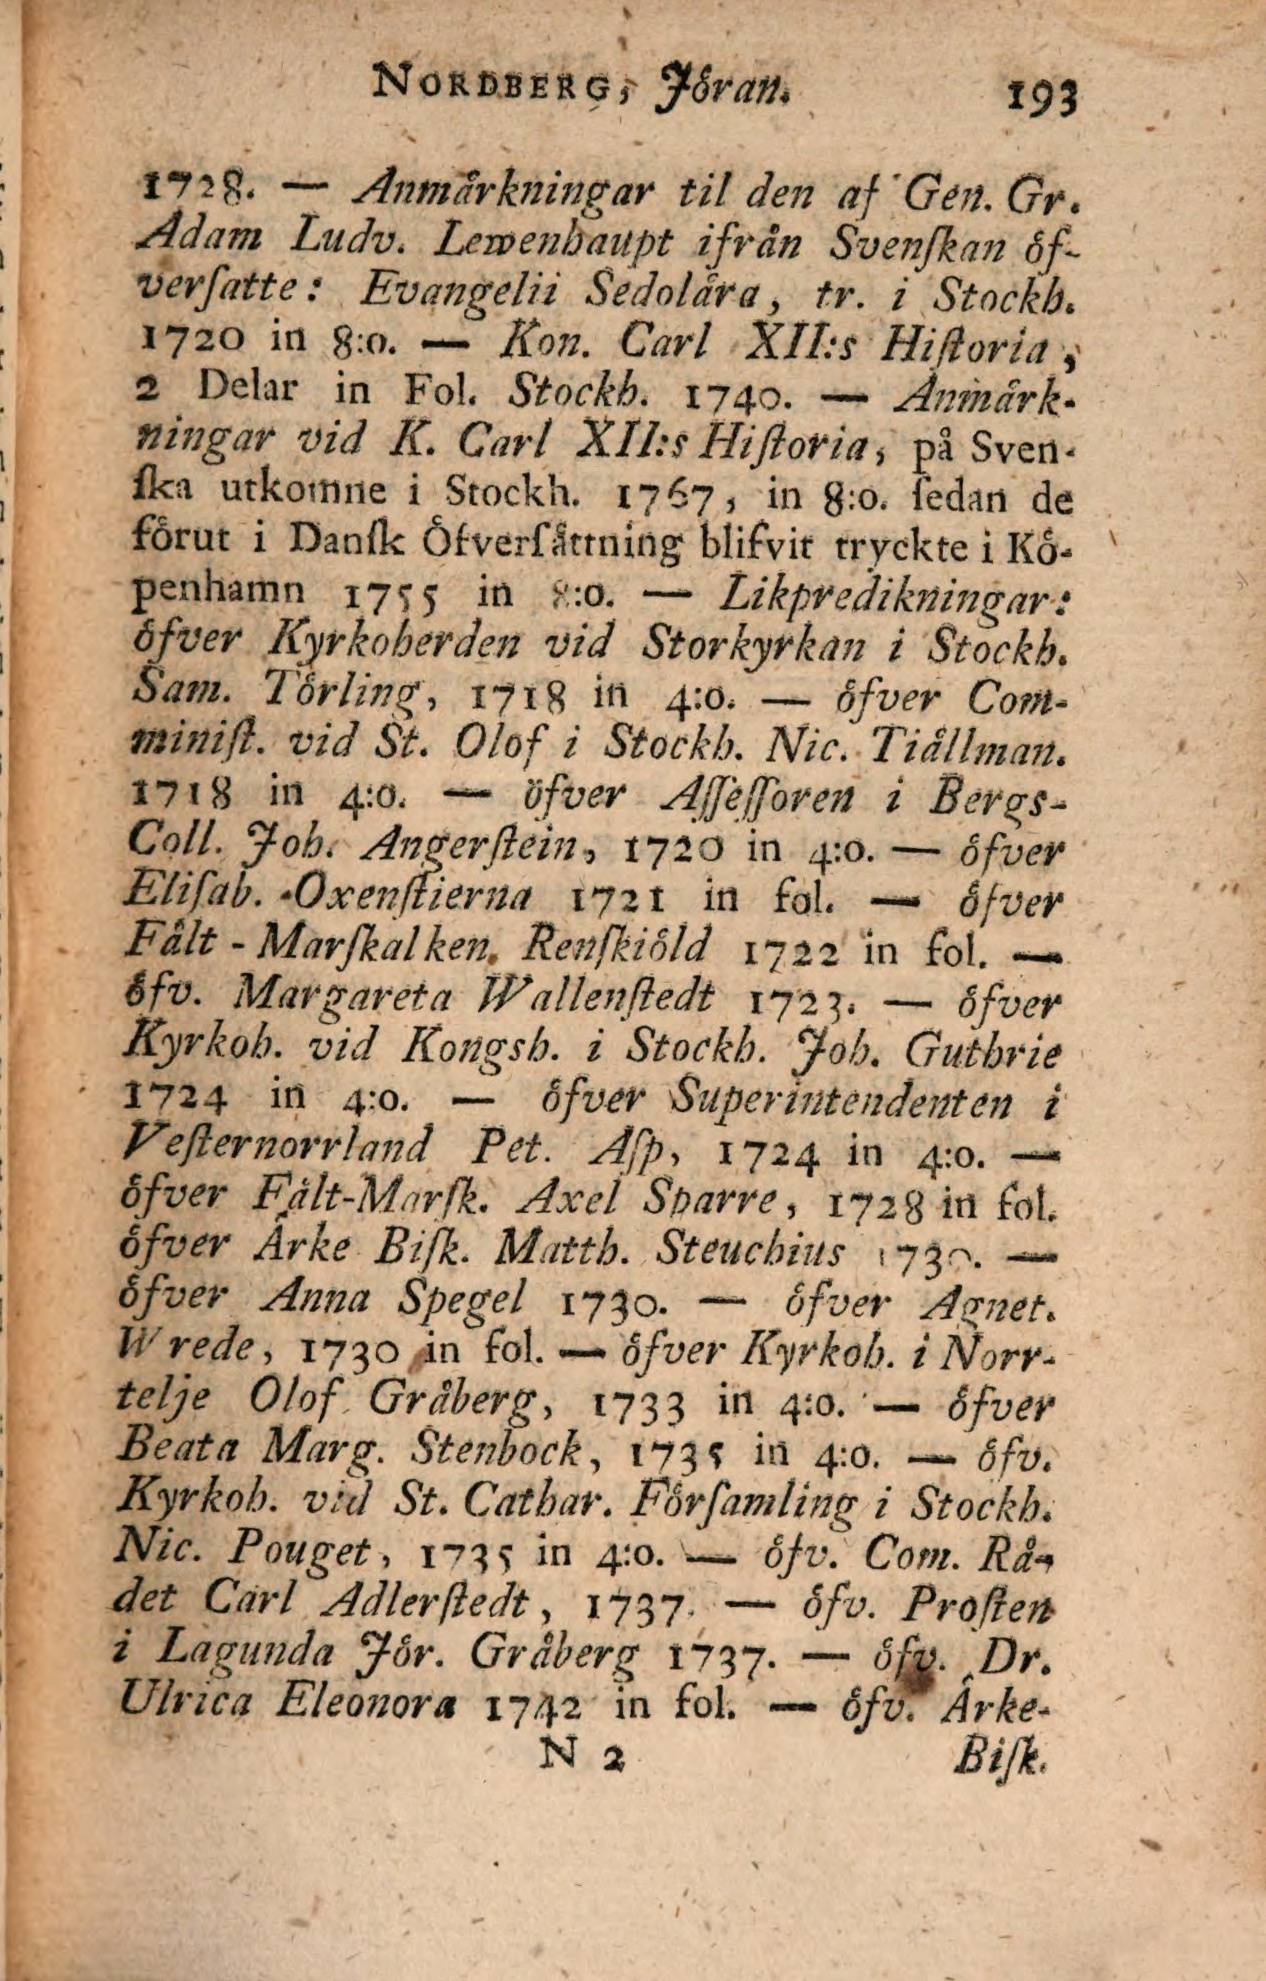 NORDBERG, Jöran. 193
1728. — Anmärkningar til den af Gen. Gr.
Adam Ludv. Lewenhaupt ifrån Svenſkan öf-
verſatte: Evangelii Sedolära, tr. i Stockh.
1720 in 8:o. — Kon. Carl XII:s Hiſtoria,
2 Delar in Fol. Stockh. 1740. — Anmärk-
ningar vid K. Carl XII:s Hiſtoria, på Sven-
ſka utkomne i Stockh. 1767, in 8:o. ſedan de
förut i Danſk Öfverſättning blifvit tryckte i Kö-
penhamn 1755 in 8:o. — Likpredikningar:
öfver Kyrkoherden vid Storkyrkan i Stockh.
Sam. Törling, 1718 in 4:o. — öfver Com-
miniſt. vid St. Olof i Stockh. Nic. Tiällman.
1718 in 4:o. — öfver Aſſeſſoren i Bergs-
Coll. Joh. Angerſtein, 1720 in 4:o. — öfver
Eliſab. Oxenſtierna 1721 in fol. — öfver
Fält-Marſkalken. Renſkiöld 1722 in fol. —
öfv. Margareta Wallenſtedt 1723. — öfver
Kyrkoh. vid Kongsh. i Stockh. Joh. Guthrie
1724 in 4:o. — öfver Superintendenten i
Veſternorrland Pet. Aſp, 1724 in 4:o. —
öfver Fält-Marſk. Axel Sparre, 1728 in fol.
öfver Ärke Biſk. Matth. Steuchius 1730. —
öfver Anna Spegel 1730. — öfver Agnet.
Wrede, 1730 in fol. — öfver Kyrkoh. i Norr-
telje Olof Gråberg, 1733 in 4:o. — öfver
Beata Marg. Stenbock, 1735 in 4:o. — öfv.
Kyrkoh. vid St. Cathar. Förſamling i Stockh.
Nic. Pouget, 1735 in 4:o. — öfv. Com. Rå-
det Carl Adlerſtedt, 1737. — öfv. Proſten
i Lagunda Jör. Gråberg 1737. — öfv. Dr.
Ulrica Eleonora 1742 in fol. — öfv. Ärke-
N 2 Biſk.